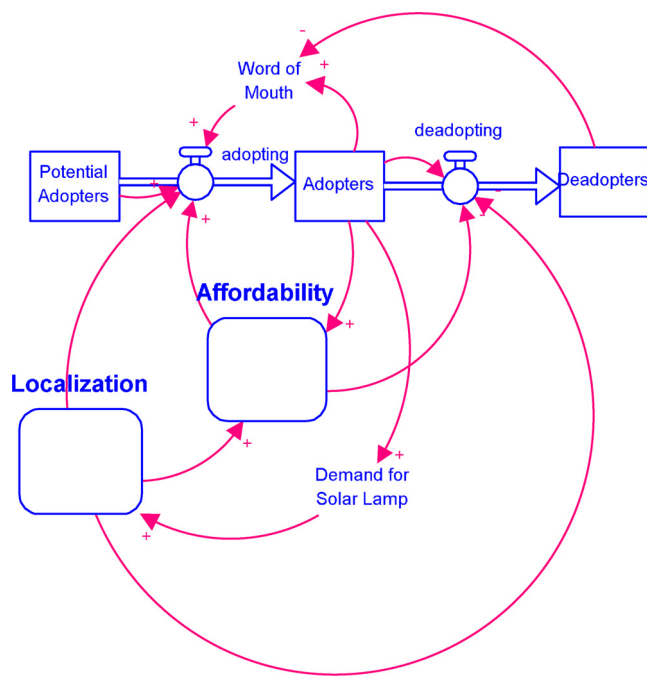 -
Word of
Mouth
+
+
deadopting
adopting
Potential
Adopters
+
Adopters
Deadopters
-
-
+
Affordability
+
Localization
+
+
Demand for
Solar Lamp
+